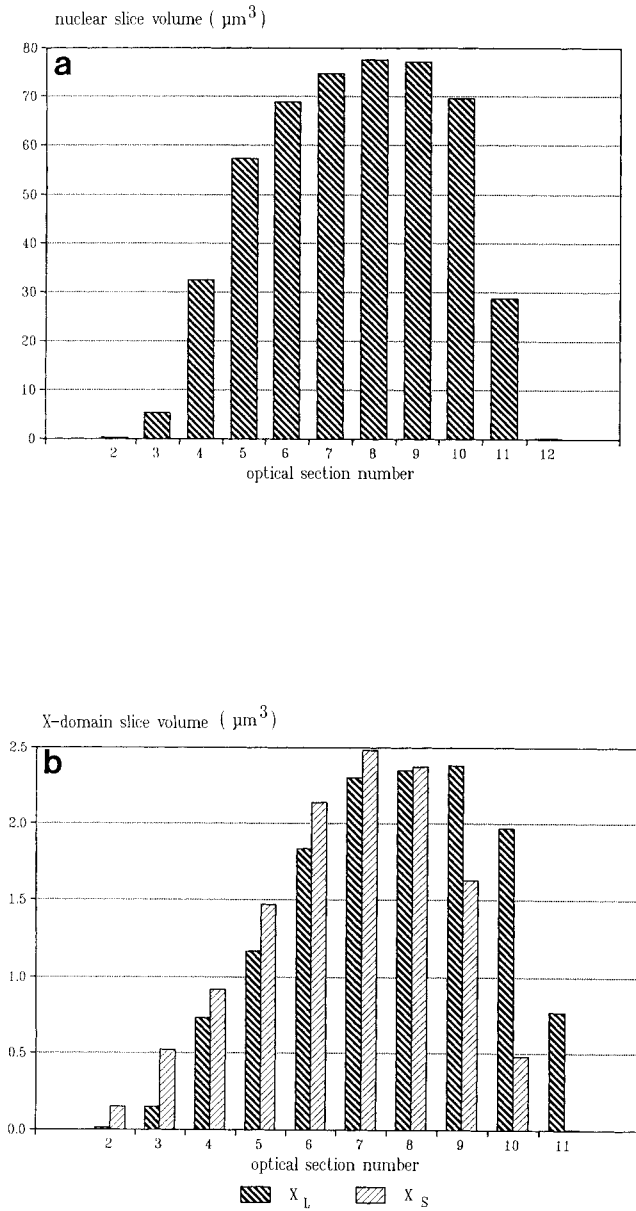 nuclear slice volume ( µm3)
80
a
70
60
50
40
30
20
10
0
2 3 4 5 6 7 8 9 10 11 12
optical section number
X-domain slice volume ( µm3)
2.5
b
2.0
1.5
1.0
0.5
0.0
2 3 4 5 6 7 8 9 10 11
optical section number
XL XS